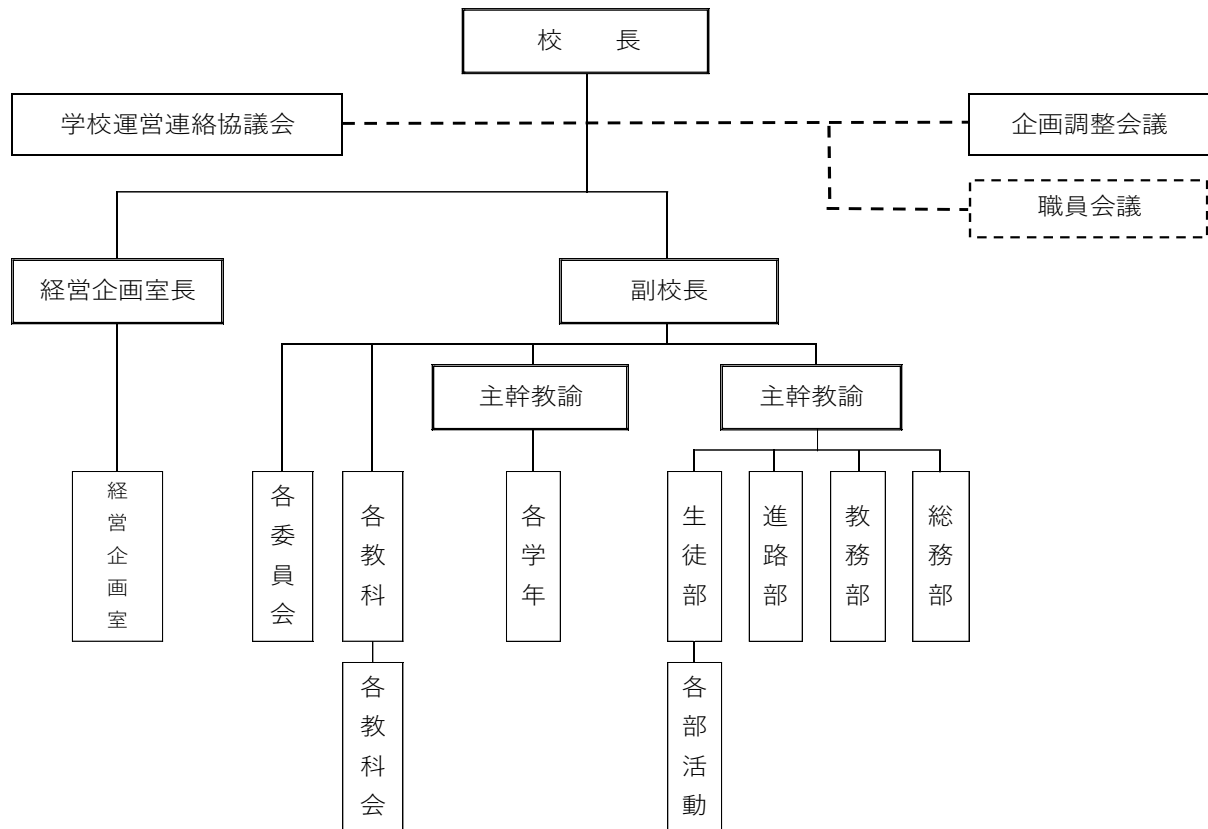 校　　長
学校運営連絡協議会
企画調整会議
職員会議
経営企画室長
副校長
主幹教諭
主幹教諭
経営企画室
各委員会
各教科
各学年
生徒部
進路部
教務部
総務部
各教科会
各部活動